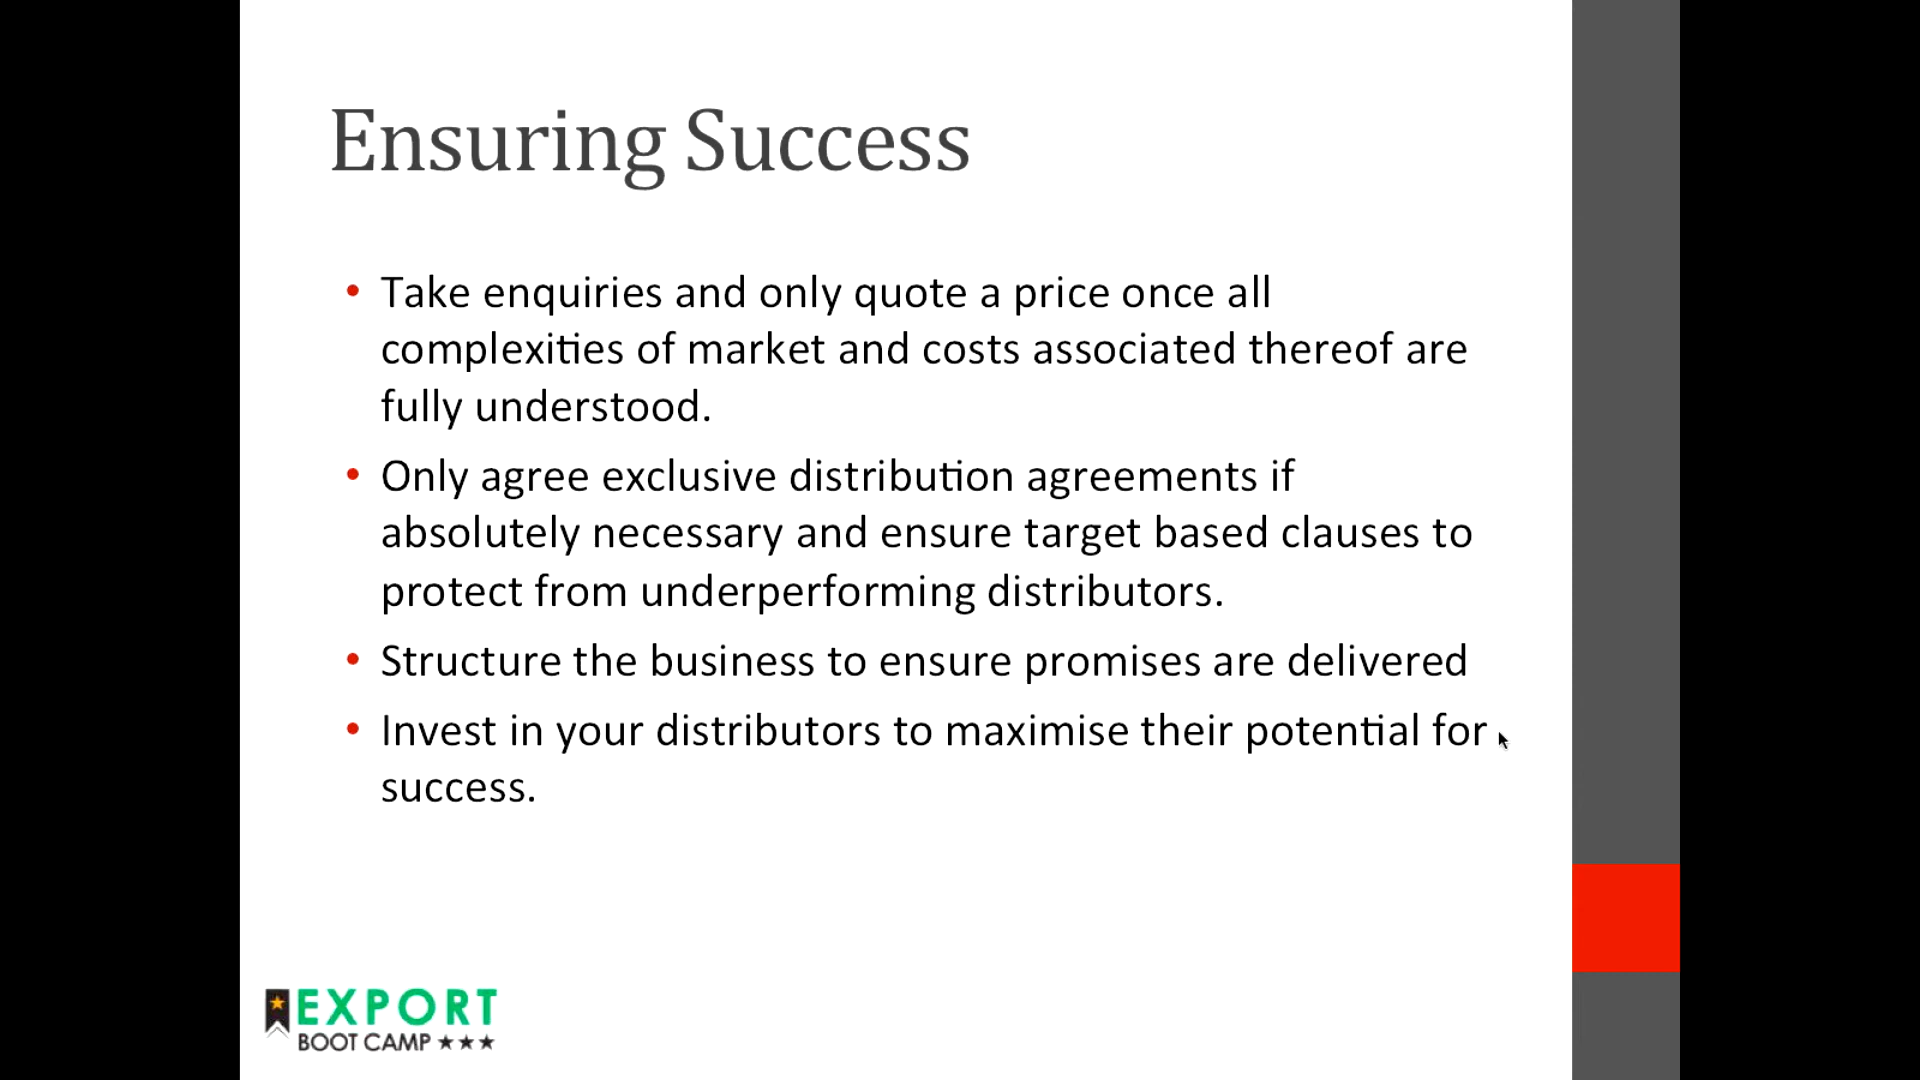 Ensuring Success
• Take enquiries and only quote a price once all
complexities of market and costs associated thereof are
fully understood.
• Only agree exclusive distribution agreements if
absolutely necessary and ensure target based clauses to
protect from underperforming distributors.
• Structure the business to ensure promises are delivered
• Invest in your distributors to maximise their potential for
success.
EXPORT
BOOT CAMP ★★★